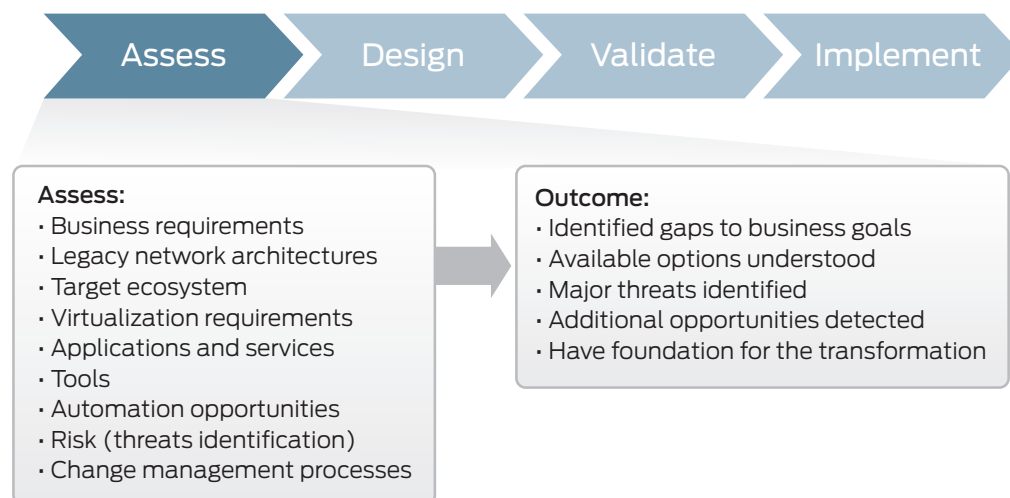 Assess
Design
Validate
Implement
Assess:
· Business requirements
· Legacy network architectures
· Target ecosystem
· Virtualization requirements
· Applications and services
· Tools
· Automation opportunities
· Risk (threats identification)
· Change management processes
Outcome:
· Identified gaps to business goals
· Available options understood
· Major threats identified
· Additional opportunities detected
· Have foundation for the transformation